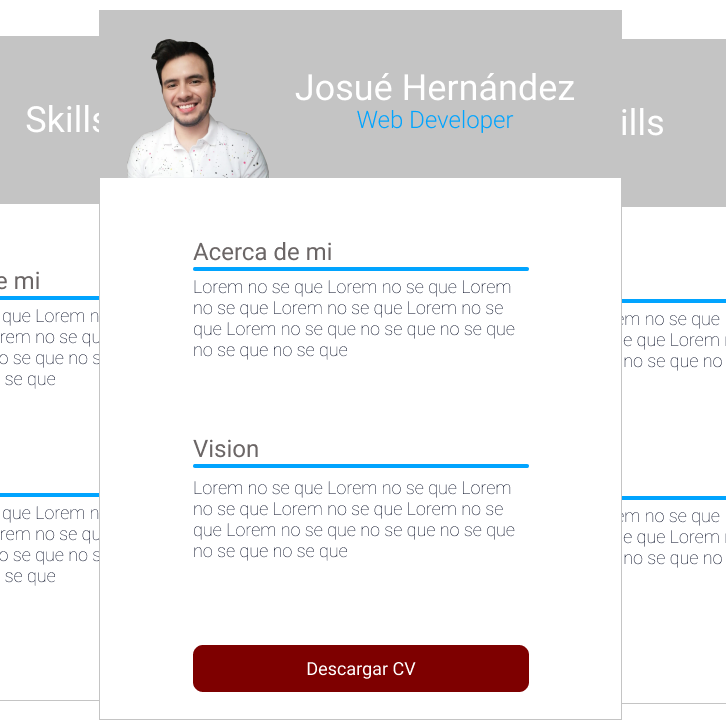 Skills
e mi
que Lorem n
rem no se qu
o se que no s
se que
que Lorem n
rem no se qu
o se que no s
se que
Josué Hernández
Web Developer
Acerca de mi
Lorem no se que Lorem no se que Lorem
no se que Lorem no se que Lorem no se
que Lorem no se que no se que no se que
no se que no se que
Vision
Lorem no se que Lorem no se que Lorem
no se que Lorem no se que Lorem no se
que Lorem no se que no se que no se que
no se que no se que
Descargar CV
ills
em no se que
e que Lorem
no se que no
em no se que
e que Lorem
no se que no